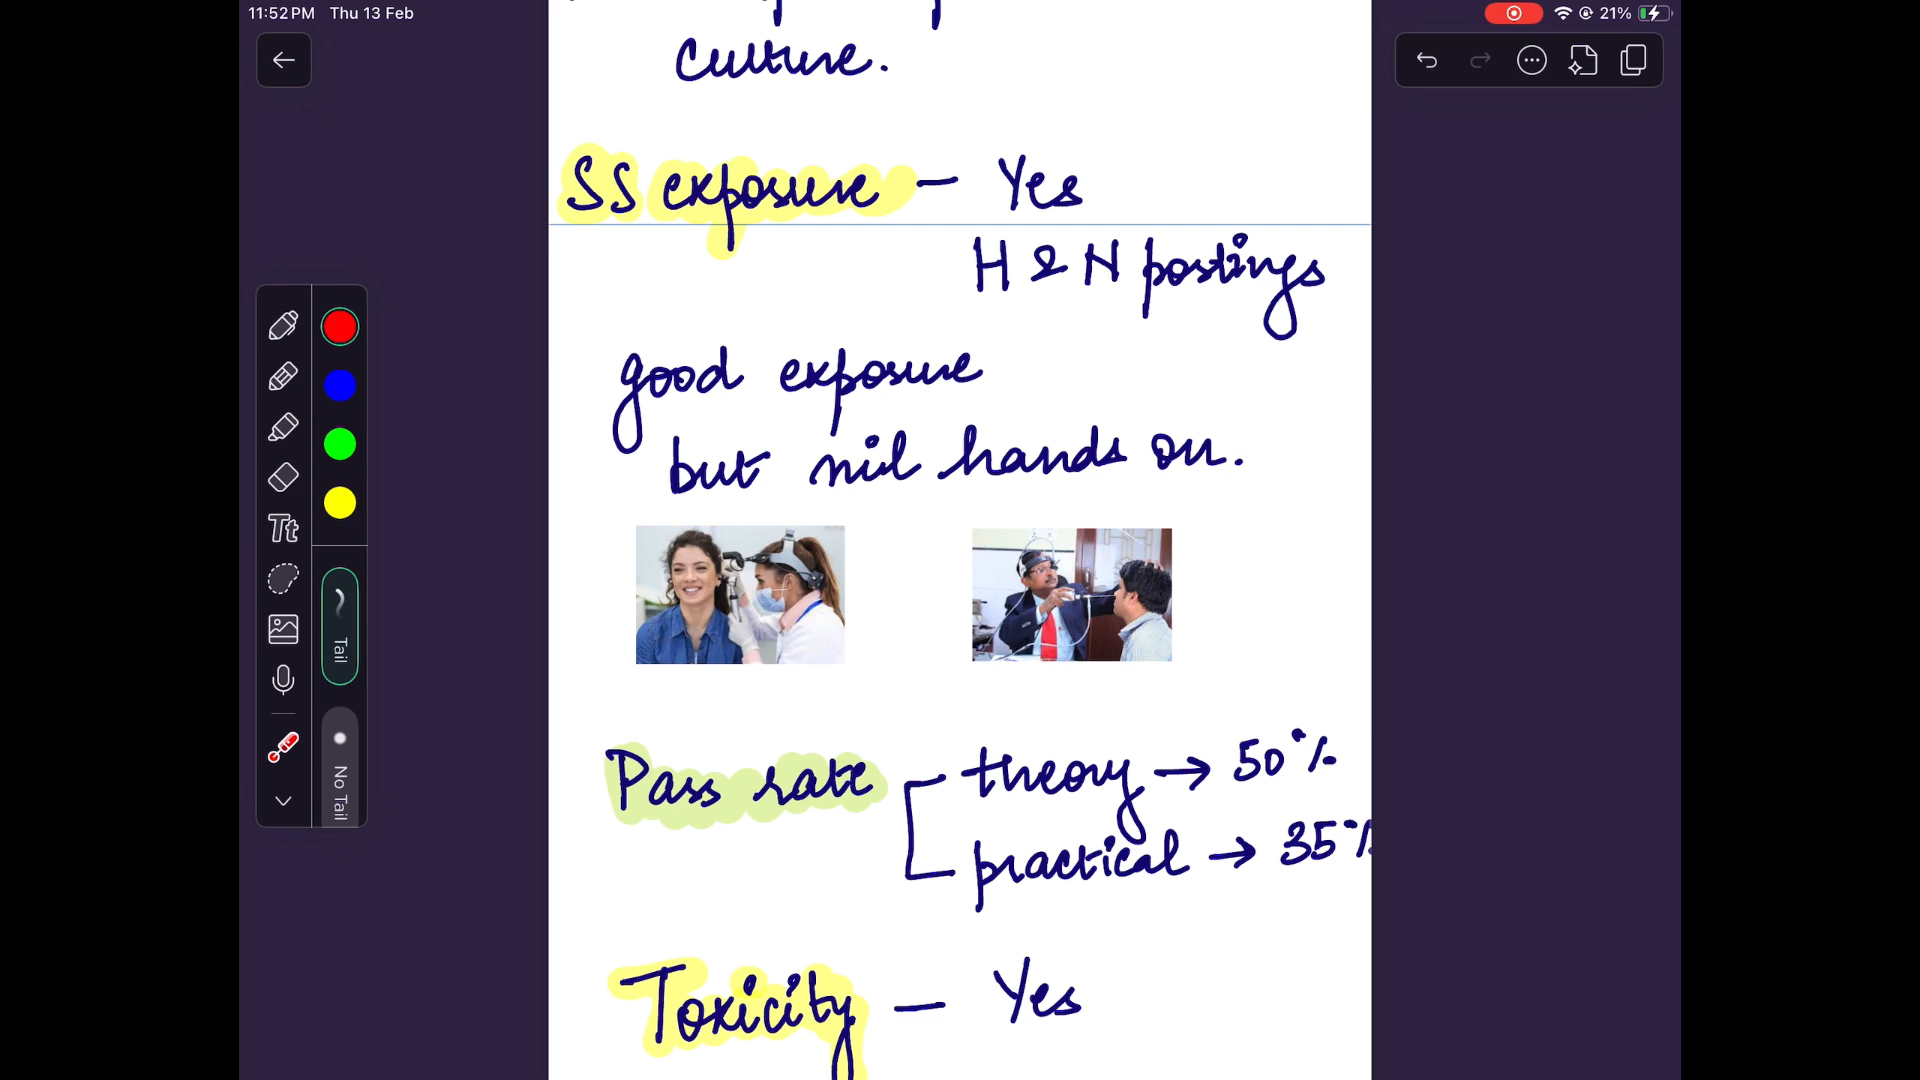 11:52 PM Thu 13 Feb
21%
culture.
SS exposure - Yes
H & N postings
good exposure
but nil hands on.
Tt
Tail
No Tail
Pass rate theory → 50%
practical → 35%
Toxicity - Yes